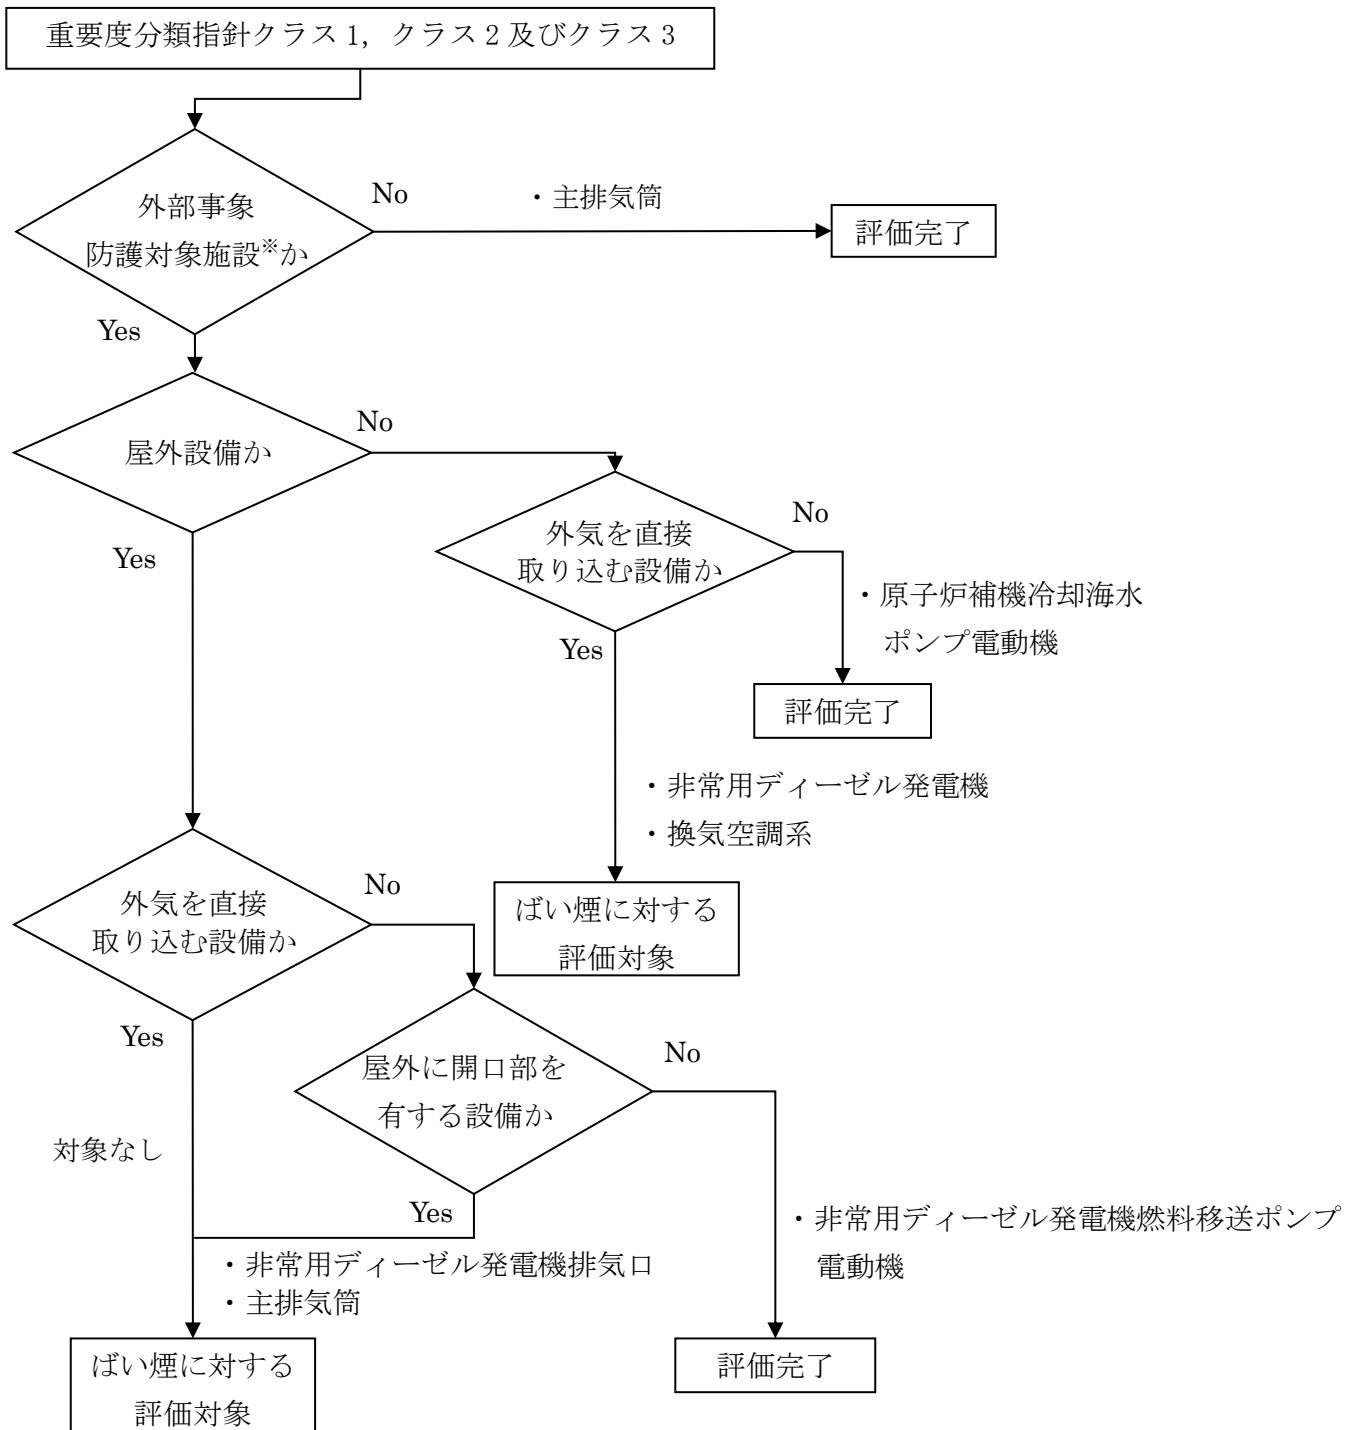 重要度分類指針クラス 1，クラス 2 及びクラス 3
外部事象
防護対象施設※か
No
・主排気筒
評価完了
Yes
屋外設備か
No
Yes
外気を直接
取り込む設備か
No
・原子炉補機冷却海水
ポンプ電動機
評価完了
Yes
・非常用ディーゼル発電機
・換気空調系
ばい煙に対する
評価対象
外気を直接
取り込む設備か
No
Yes
対象なし
屋外に開口部を
有する設備か
No
Yes
・非常用ディーゼル発電機燃料移送ポンプ
電動機
・非常用ディーゼル発電機排気口
・主排気筒
ばい煙に対する
評価対象
評価完了